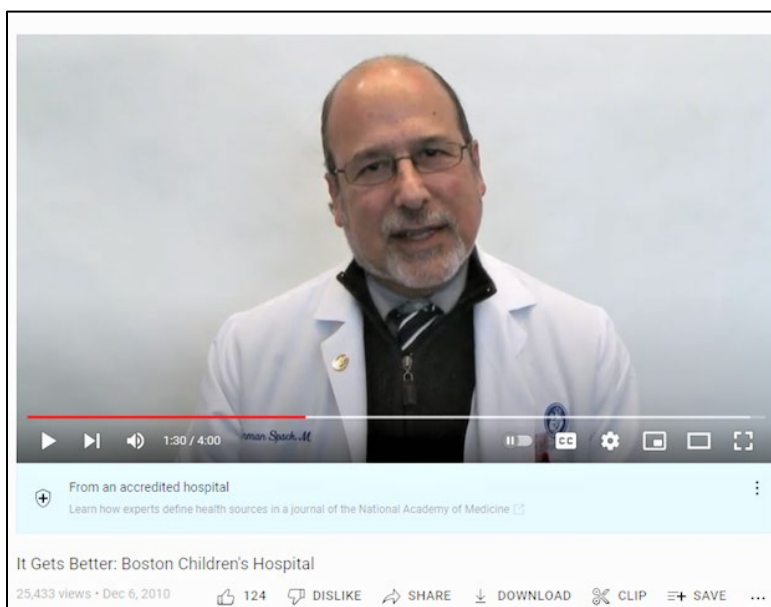 1:30 / 4:00
CC
From an accredited hospital
Learn how experts define health sources in a journal of the National Academy of Medicine
It Gets Better: Boston Children's Hospital
25,433 views • Dec 6, 2010 124 DISLIKE SHARE DOWNLOAD CLIP SAVE ...